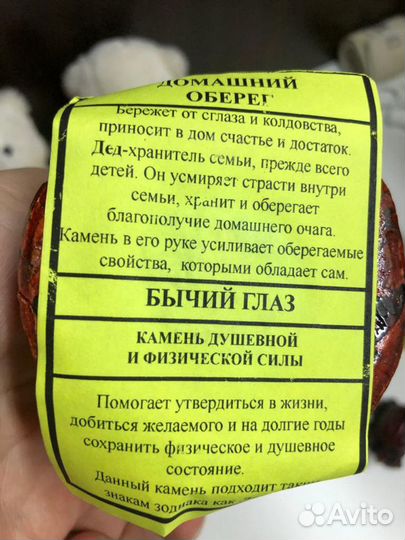 ДОМАШНИЙ
ОБЕРЕГ
Бережет от сглаза и колдовства,
приносит в дом счастье и достаток.
Дед-хранитель семьи, прежде всего
детей. Он усмиряет страсти внутри
семьи, хранит и оберегает
благополучие домашнего очага.
Камень в его руке усиливает оберегаемые
свойства, которыми обладает сам.
БЫЧИЙ ГЛАЗ
КАМЕНЬ ДУШЕВНОЙ
И ФИЗИЧЕСКОЙ СИЛЫ
Помогает утвердиться в жизни,
добиться желаемого и на долгие годы
сохранить физическое и душевное
состояние.
Данный камень подходит
знакам зодиака как
Avito